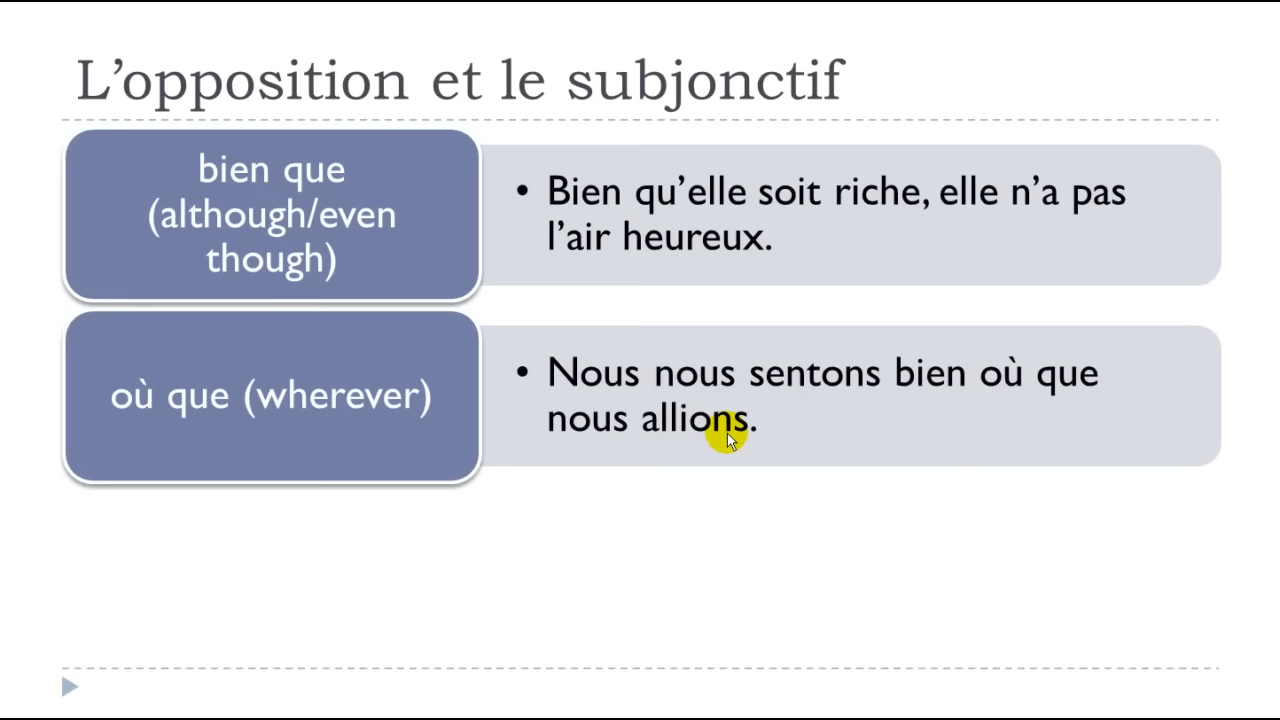 L’opposition et le subjonctif
bien que
(although/even
though)
• Bien qu’elle soit riche, elle n’a pas
l’air heureux.
où que (wherever)
• Nous nous sentons bien où que
nous allions.